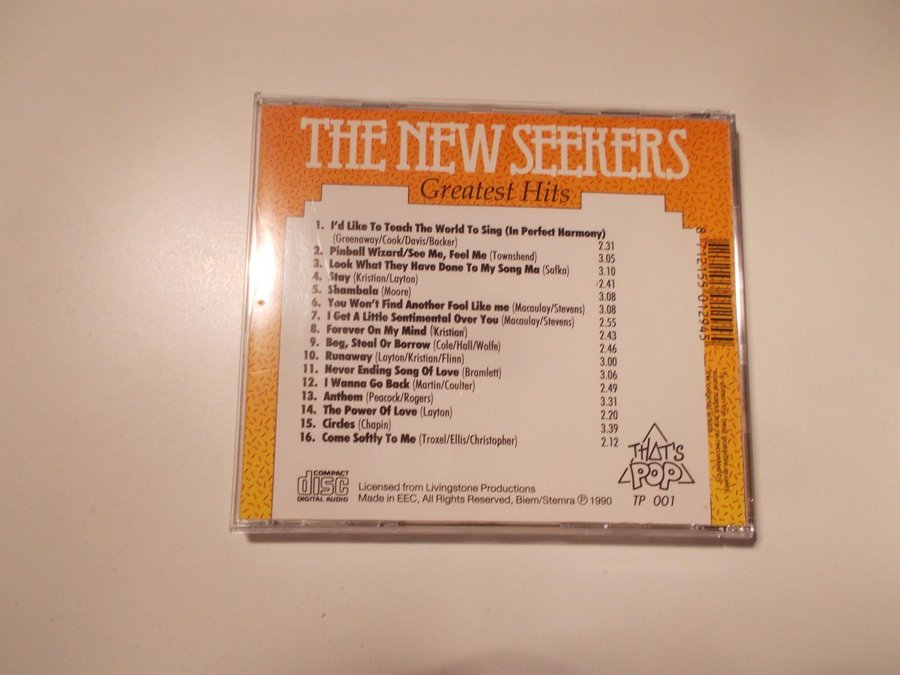 THE NEW SEEKERS
Greatest Hits
1. I'd Like To Teach The World To Sing (In Perfect Harmony)
(Greenaway/Cook/Davis/Backer) 2.31
2. Pinball Wizard/See Me, Feel Me (Townshend) 3.05
3. Look What They Have Done To My Song Ma (Safka) 3.10
4. Stay (Kristian/Layton) 2.41
5. Shambala (Moore) 3.08
6. You Won't Find Another Fool Like me (Macaulay/Stevens) 3.08
7. I Get A Little Sentimental Over You (Macaulay/Stevens) 2.55
8. Forever On My Mind (Kristian) 2.43
9. Beg, Steal Or Borrow (Cole/Hall/Wolfe) 2.46
10. Runaway (Layton/Kristian/Flinn) 3.00
11. Never Ending Song Of Love (Bramlett) 3.06
12. I Wanna Go Back (Martin/Coulter) 2.49
13. Anthem (Peacock/Rogers) 3.31
14. The Power Of Love (Layton) 2.20
15. Circles (Chapin) 3.39
16. Come Softly To Me (Troxel/Ellis/Christopher) 2.12
COMPACT
disc
DIGITAL AUDIO
Licensed from Livingstone Productions
Made in EEC, All Rights Reserved, Biem/Stemra ℗ 1990
THAT'S
POP
TP 001
8 712155 012945